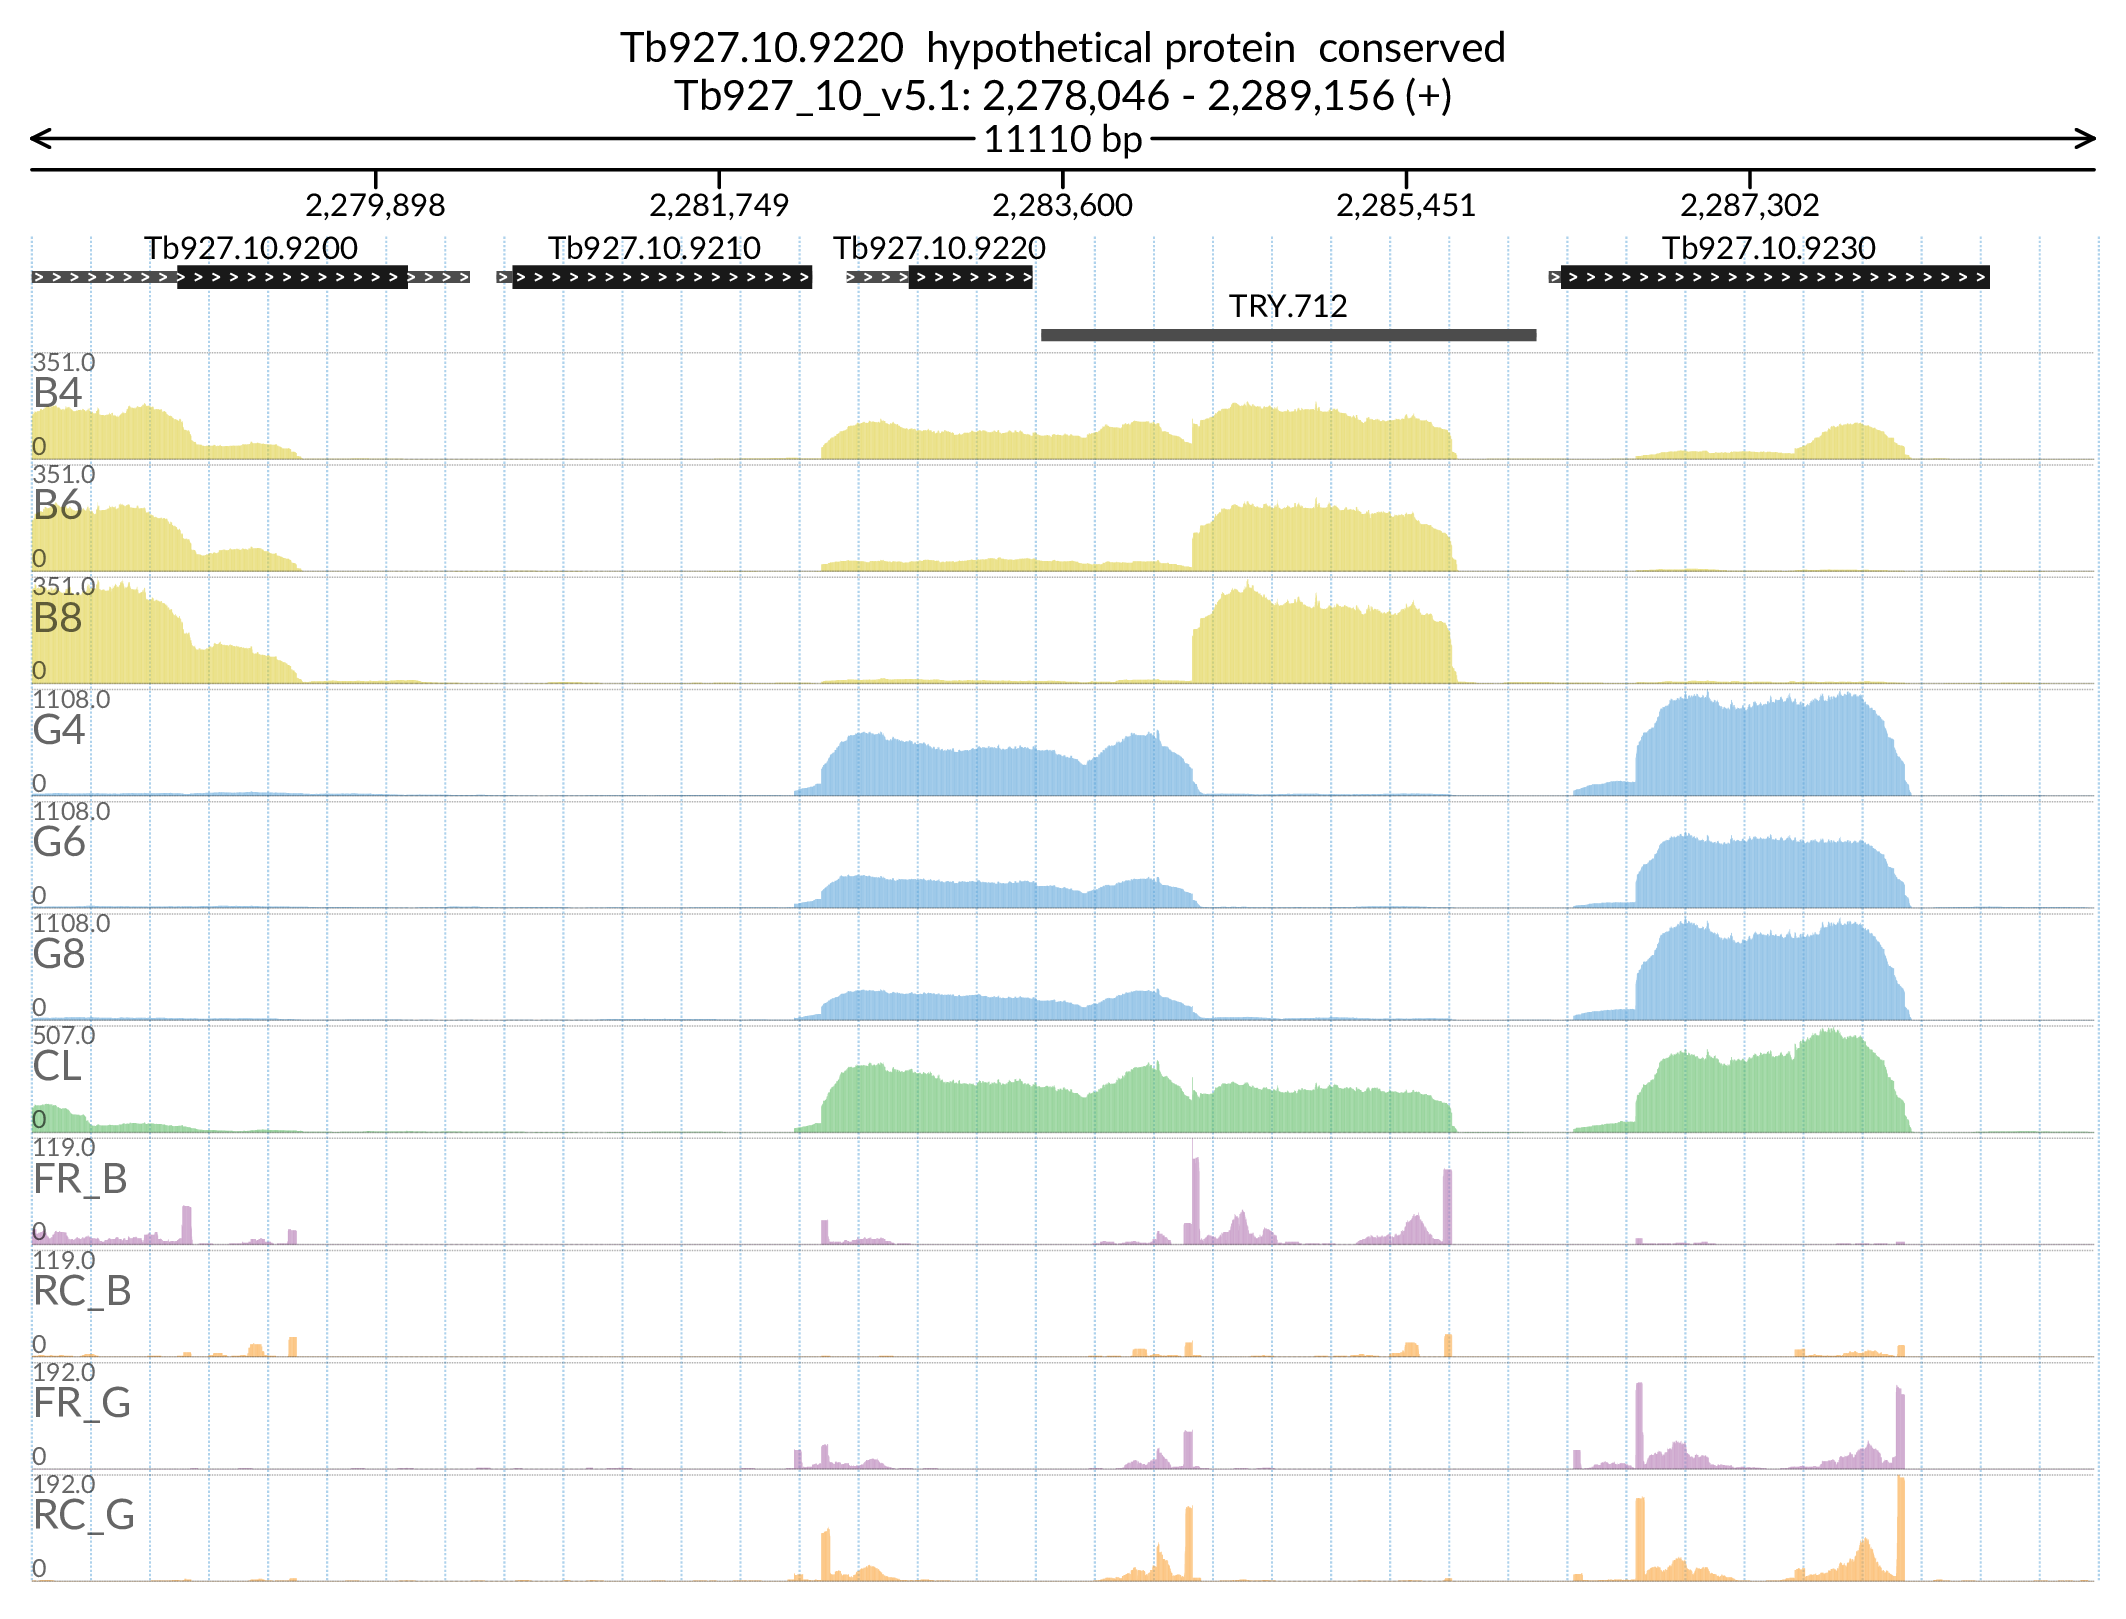 Tb927.10.9220  hypothetical protein  conserved
Tb927_10_v5.1: 2,278,046 - 2,289,156 (+)
11110 bp
2,279,898 2,281,749 2,283,600 2,285,451 2,287,302
Tb927.10.9200 Tb927.10.9210 Tb927.10.9220 Tb927.10.9230
TRY.712
351.0
B4
0
351.0
B6
0
351.0
B8
0
1108.0
G4
0
1108.0
G6
0
1108.0
G8
0
507.0
CL
0
119.0
FR_B
0
119.0
RC_B
0
192.0
FR_G
0
192.0
RC_G
0